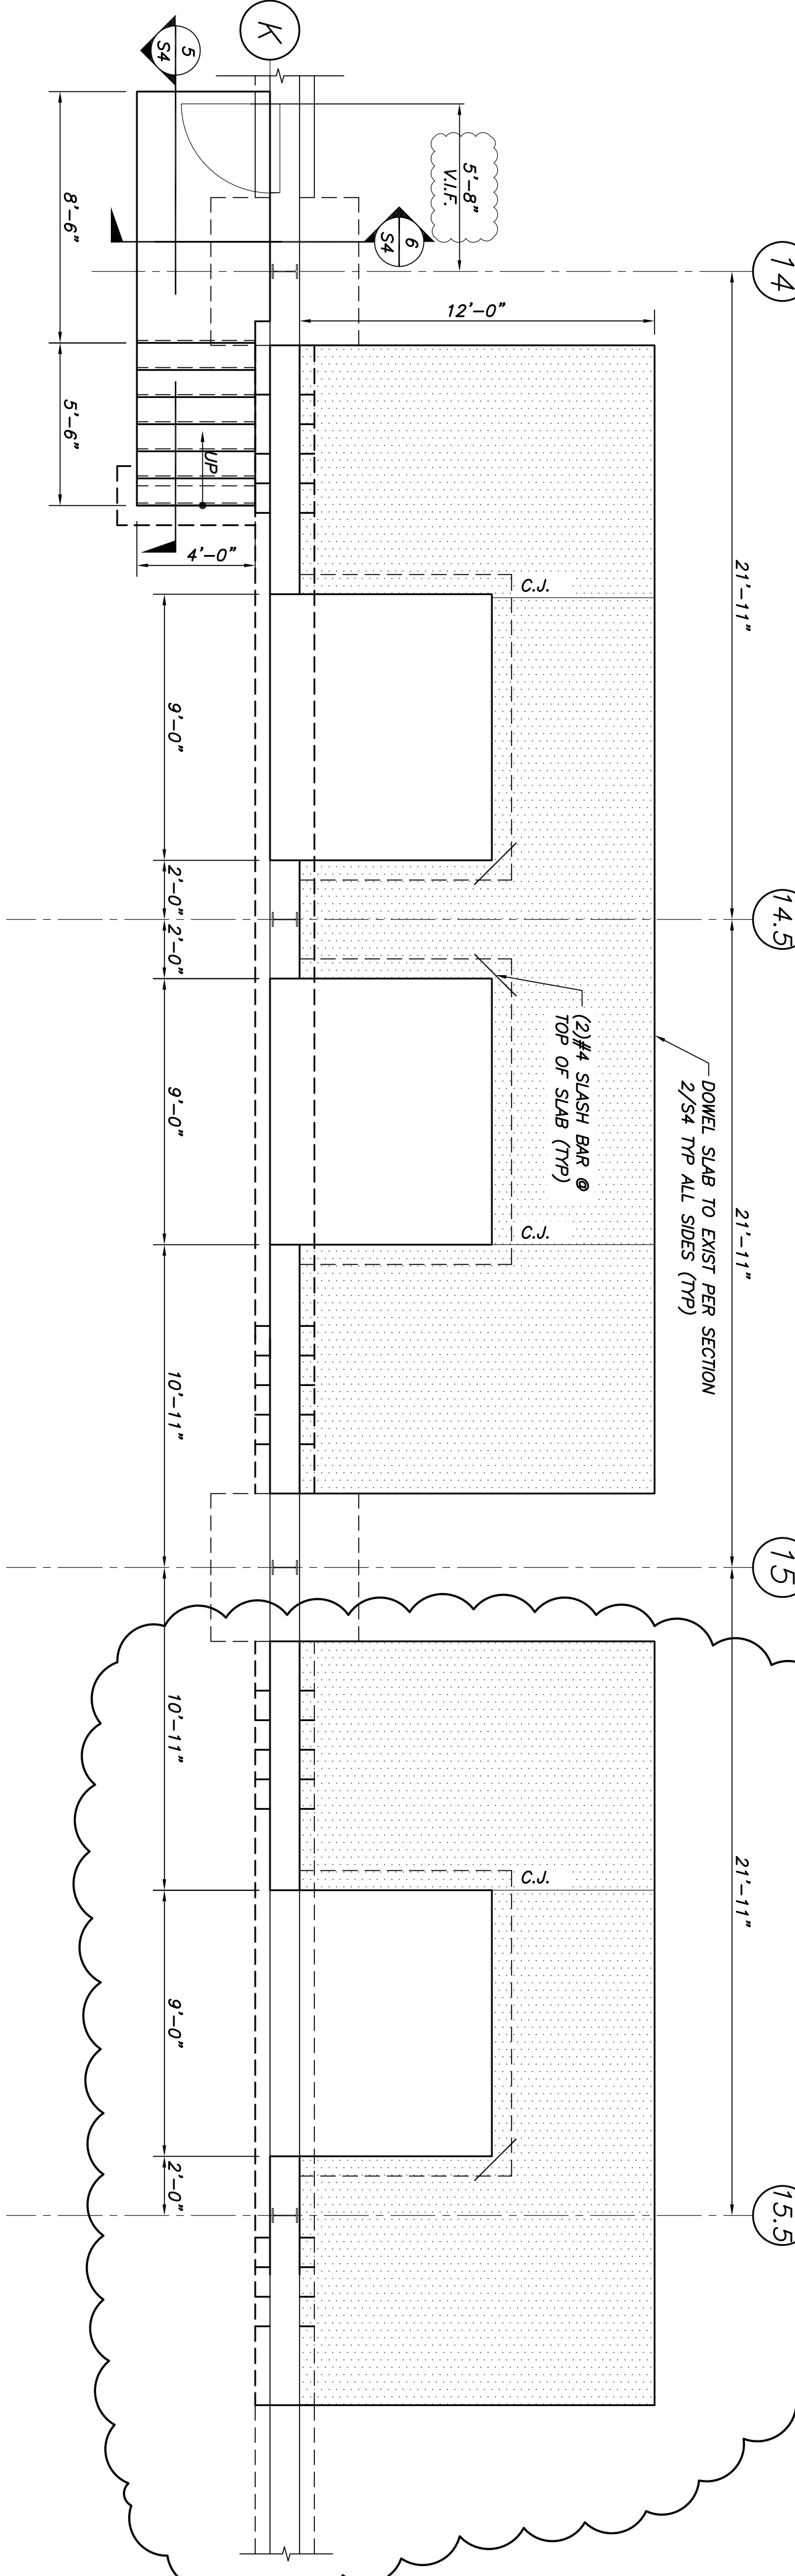 K
5
S4
5'-8"
V.I.F.
6
S4
14
8'-6"
12'-0"
5'-6"
UP
4'-0"
21'-11"
C.J.
9'-0"
2'-0"
14.5
2'-0"
(2)#4 SLASH BAR @
TOP OF SLAB (TYP)
DOWEL SLAB TO EXIST PER SECTION
2/S4 TYP ALL SIDES (TYP)
9'-0"
21'-11"
C.J.
10'-11"
15
10'-11"
21'-11"
C.J.
9'-0"
2'-0"
15.5